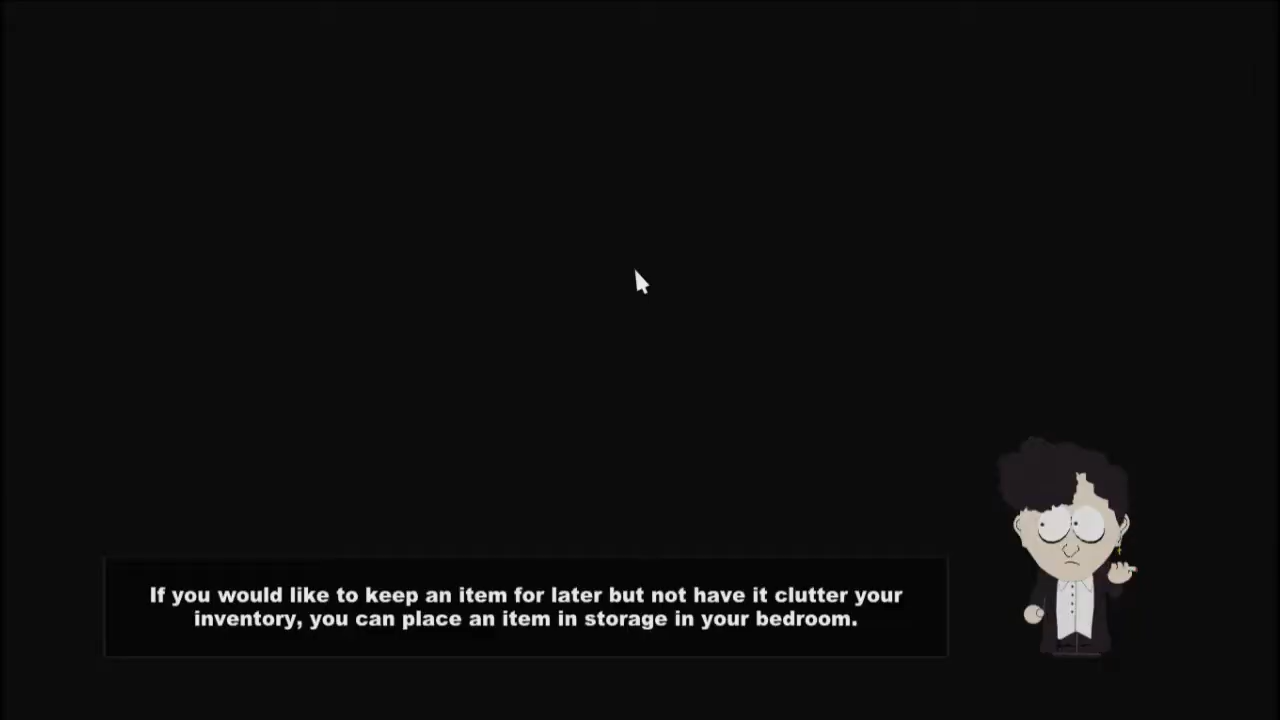 If you would like to keep an item for later but not have it clutter your
inventory, you can place an item in storage in your bedroom.